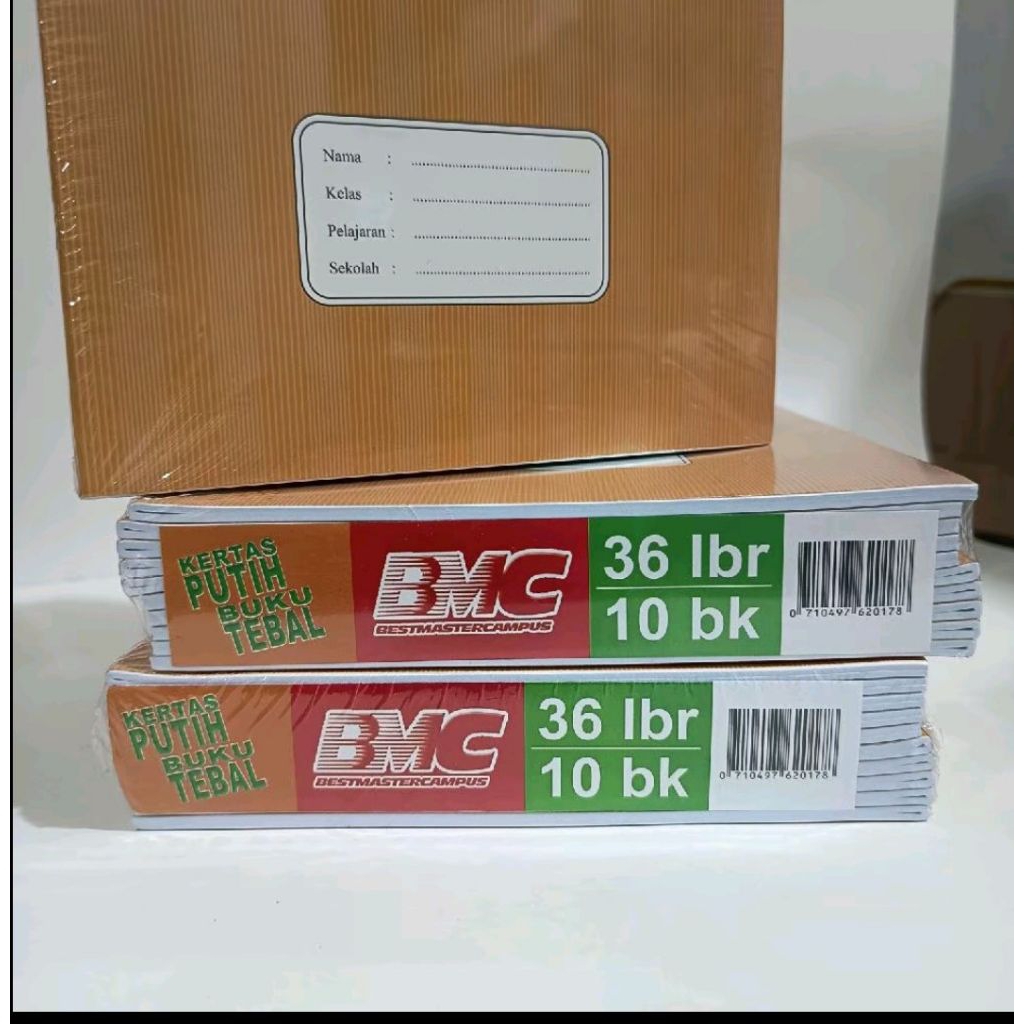 Nama : ........................
Kelas : ........................
Pelajaran : ........................
Sekolah : ........................
KERTAS
PUTIH
BUKU
TEBAL
BMC
BESTMASTERCAMPUS
36 lbr
10 bk
0 710497 620178
KERTAS
PUTIH
BUKU
TEBAL
BMC
BESTMASTERCAMPUS
36 lbr
10 bk
0 710497 620178